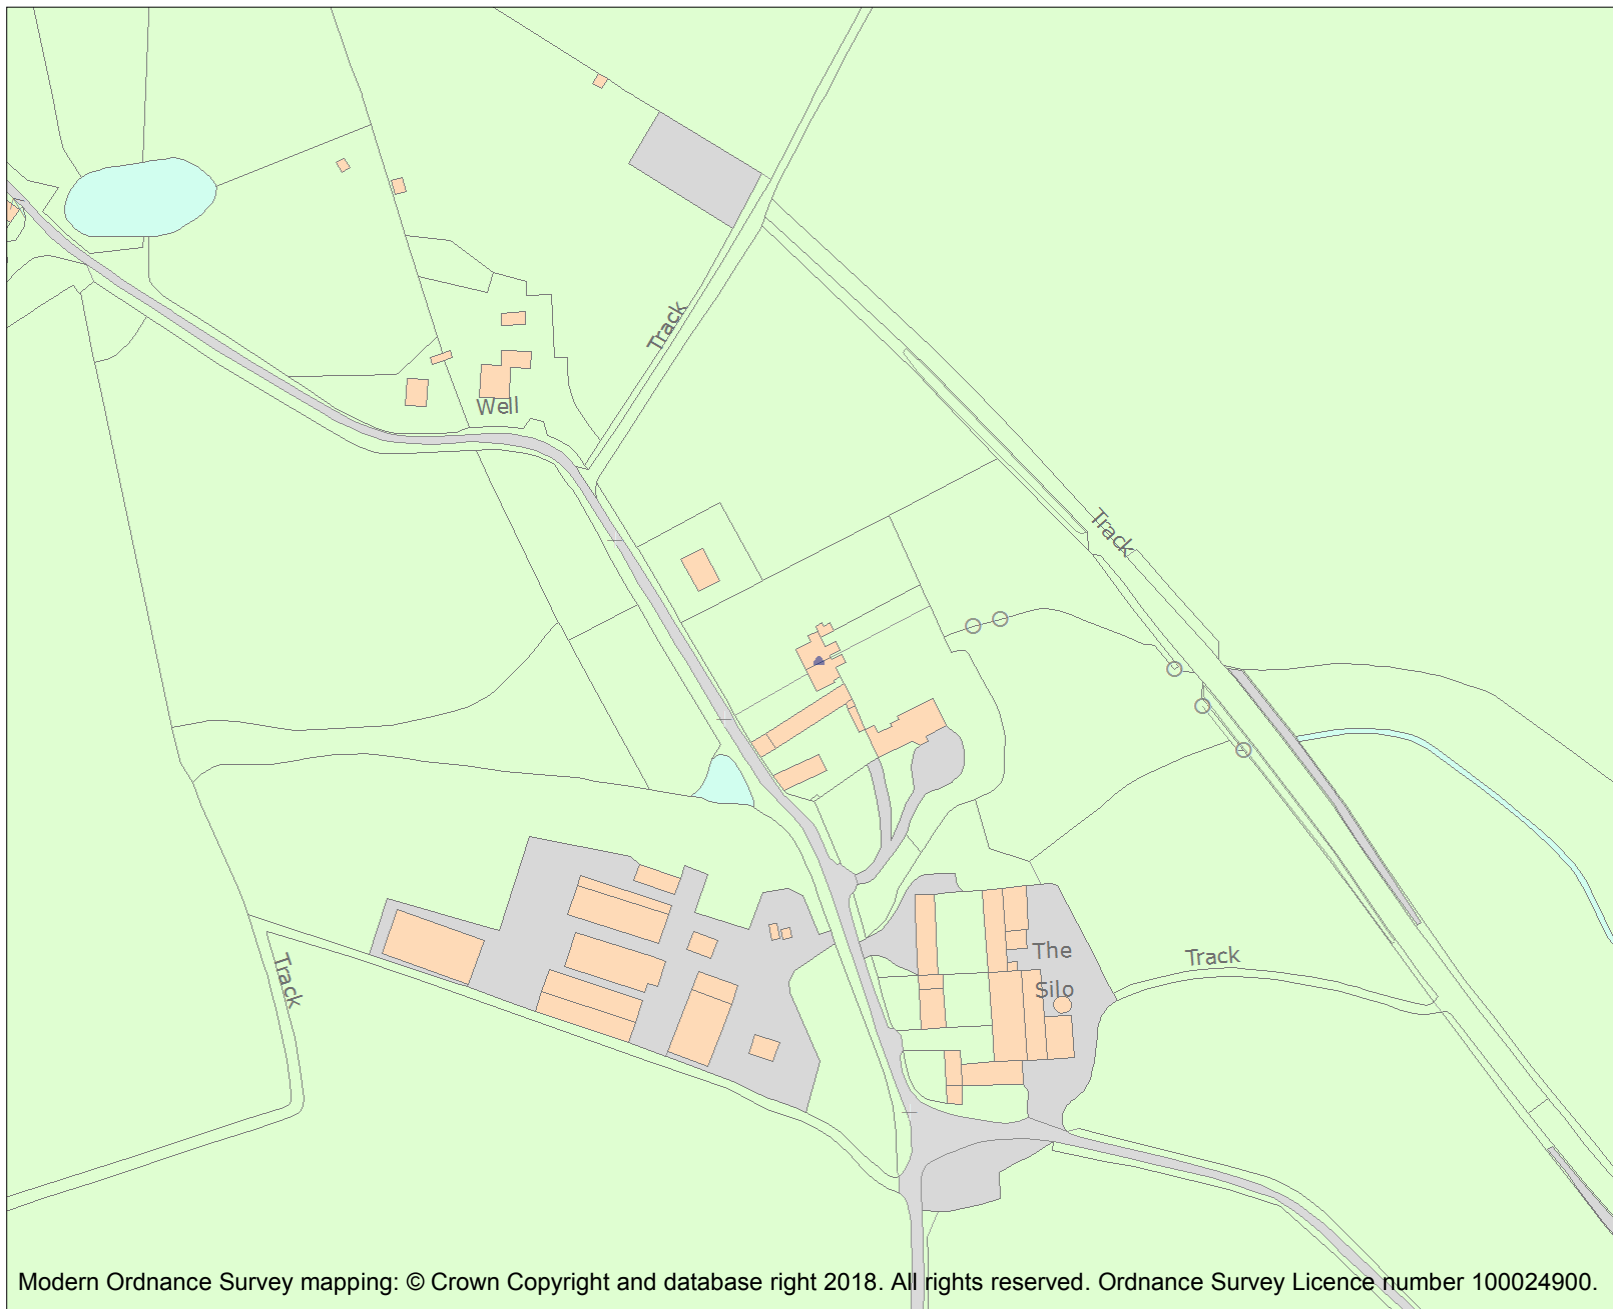 Track
Well
Track
The
Silo
Track
Track
Modern Ordnance Survey mapping: © Crown Copyright and database right 2018. All rights reserved. Ordnance Survey Licence number 100024900.